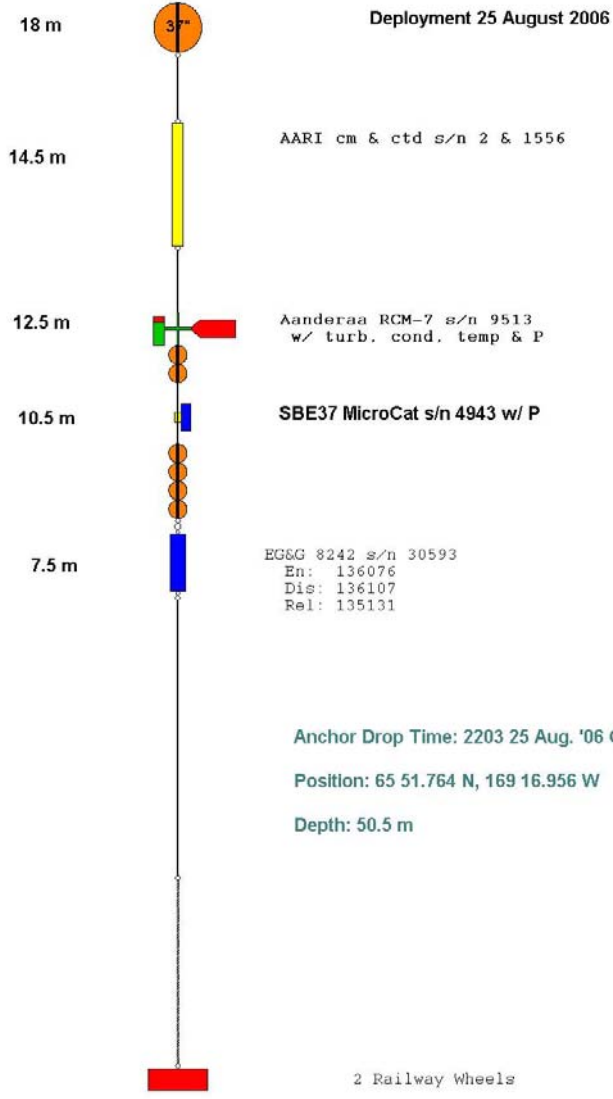 18 m
37"
Deployment 25 August 2006
14.5 m
AARI cm & ctd s/n 2 & 1556
12.5 m
Aanderaa RCM-7 s/n 9513
w/ turb. cond. temp & P
10.5 m
SBE37 MicroCat s/n 4943 w/ P
7.5 m
EG&G 8242 s/n 30593
En: 136076
Dis: 136107
Rel: 135131
Anchor Drop Time: 2203 25 Aug. '06
Position: 65 51.764 N, 169 16.956 W
Depth: 50.5 m
2 Railway Wheels